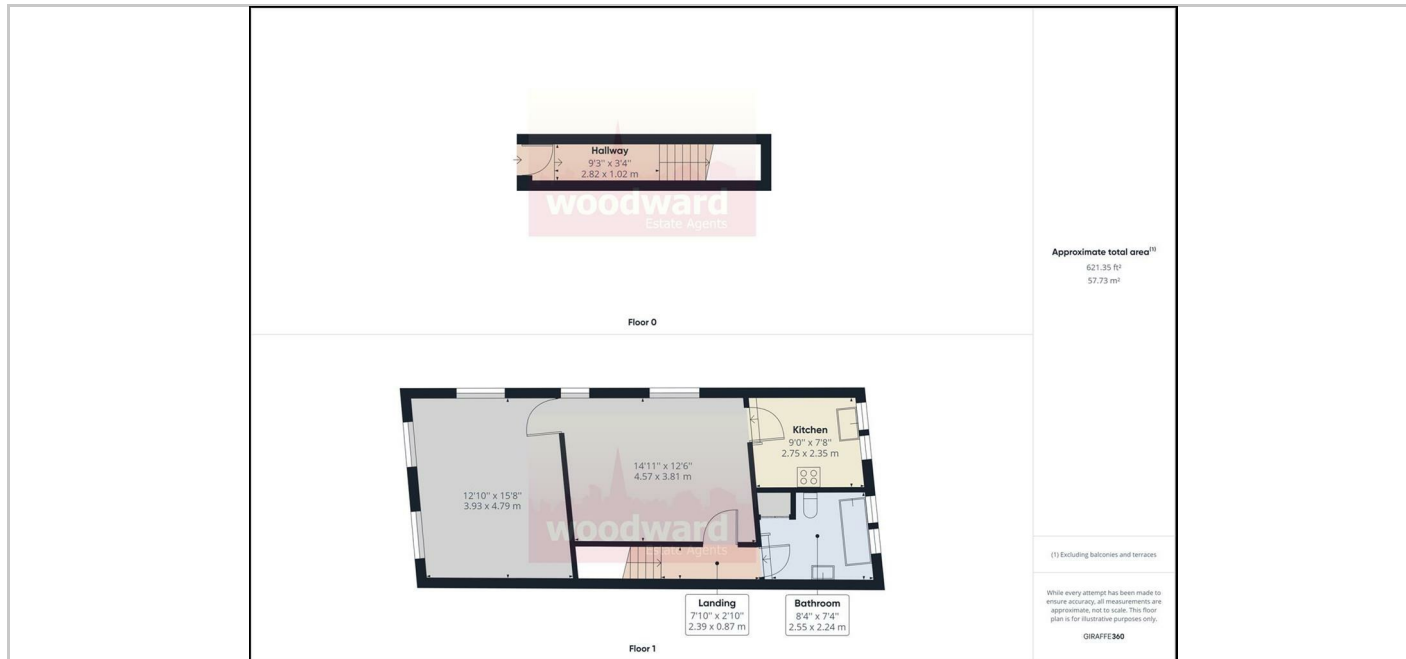 Hallway
9'3" x 3'4"
2.82 x 1.02 m
woodward
Estate Agents
Floor 0
Approximate total area(1)
621.35 ft²
57.73 m²
Kitchen
9'0" x 7'8"
2.75 x 2.35 m
14'11" x 12'6"
4.57 x 3.81 m
12'10" x 15'8"
3.93 x 4.79 m
woodward
Estate Agents
Landing
7'10" x 2'10"
2.39 x 0.87 m
Bathroom
8'4" x 7'4"
2.55 x 2.24 m
Floor 1
(1) Excluding balconies and terraces
While every attempt has been made to
ensure accuracy, all measurements are
approximate, not to scale. This floor
plan is for illustrative purposes only.
GIRAFFE360